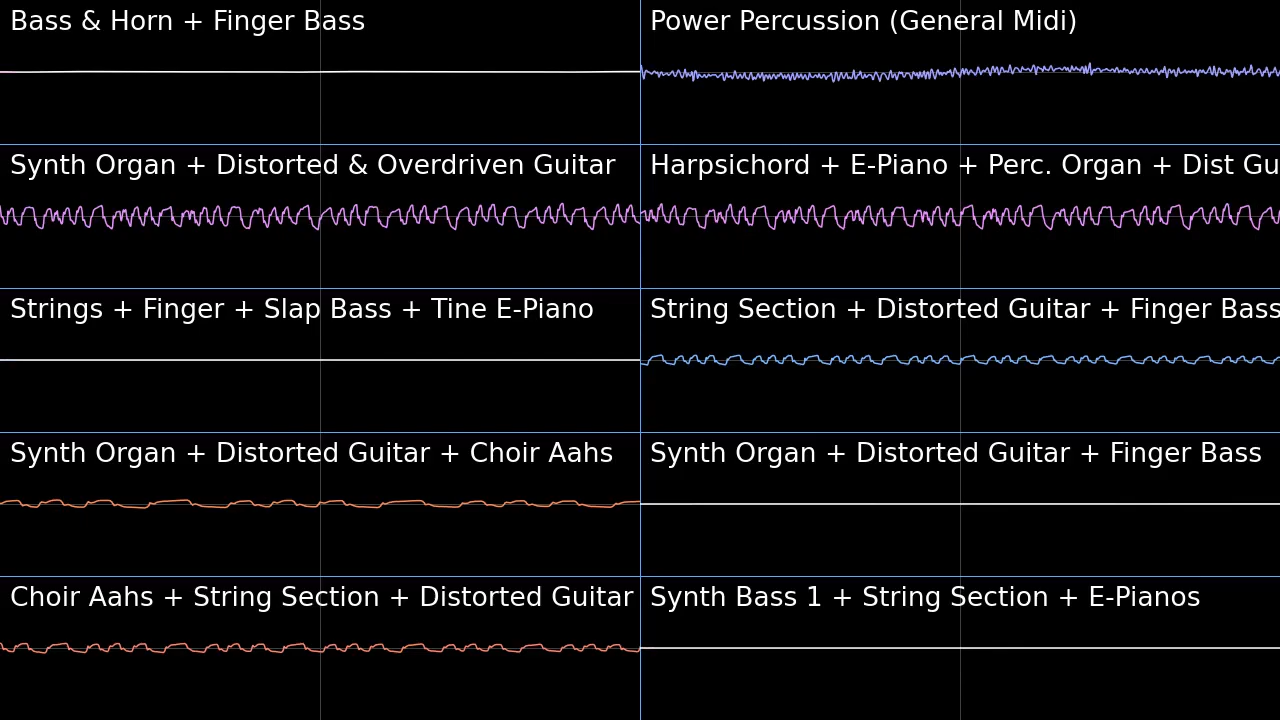 Bass & Horn + Finger Bass
Power Percussion (General Midi)
Synth Organ + Distorted & Overdriven Guitar
Harpsichord + E-Piano + Perc. Organ + Dist Gu
Strings + Finger + Slap Bass + Tine E-Piano
String Section + Distorted Guitar + Finger Bass
Synth Organ + Distorted Guitar + Choir Aahs
Synth Organ + Distorted Guitar + Finger Bass
Choir Aahs + String Section + Distorted Guitar
Synth Bass 1 + String Section + E-Pianos